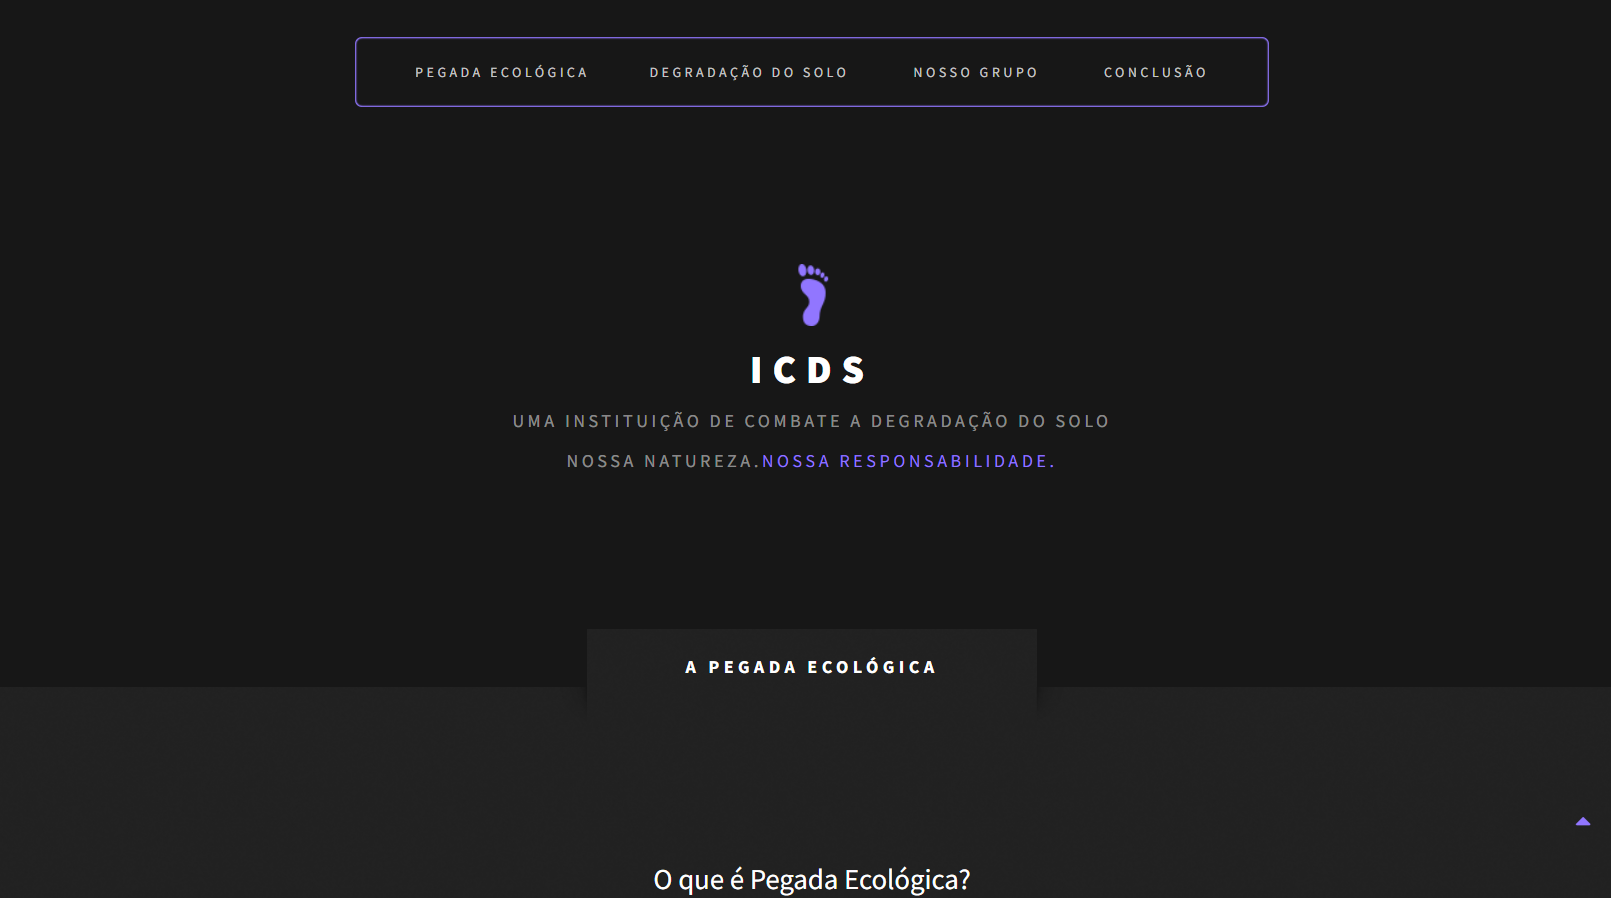 PEGADA ECOLÓGICA DEGRADAÇÃO DO SOLO NOSSO GRUPO CONCLUSÃO
ICDS
UMA INSTITUIÇÃO DE COMBATE A DEGRADAÇÃO DO SOLO
NOSSA NATUREZA.NOSSA RESPONSABILIDADE.
A PEGADA ECOLÓGICA
O que é Pegada Ecológica?